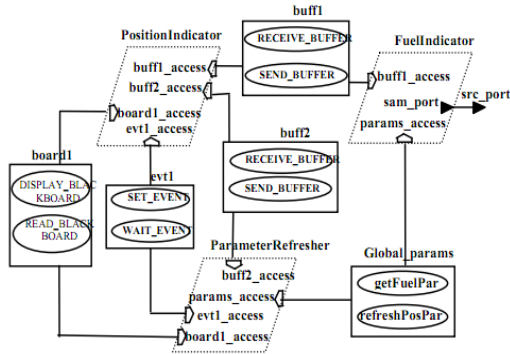 buff1
PositionIndicator
RECEIVE_BUFFER
FuelIndicator
buff1_access
SEND_BUFFER
buff1_access
buff2_access
sam_port
src_port
board1_access
params_access
evt1_access
buff2
board1
RECEIVE_BUFFER
DISPLAY_BLAC
KBOARD
evt1
SEND_BUFFER
SET_EVENT
READ_BLACK
BOARD
WAIT_EVENT
ParameterRefresher
Global_params
buff2_access
getFuelPar
params_access
evt1_access
refreshPosPar
board1_access